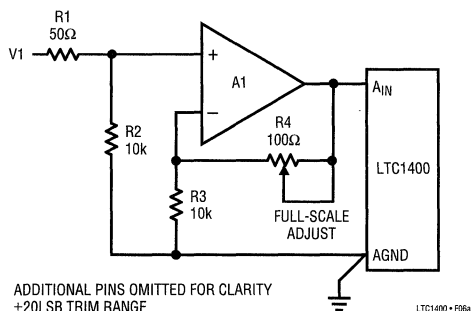 R1
50Ω
V1
+
A1
−
AIN
R4
100Ω
R2
10k
LTC1400
R3
10k
FULL-SCALE
ADJUST
AGND
ADDITIONAL PINS OMITTED FOR CLARITY
±20LSB TRIM RANGE
LTC1400 • F06a